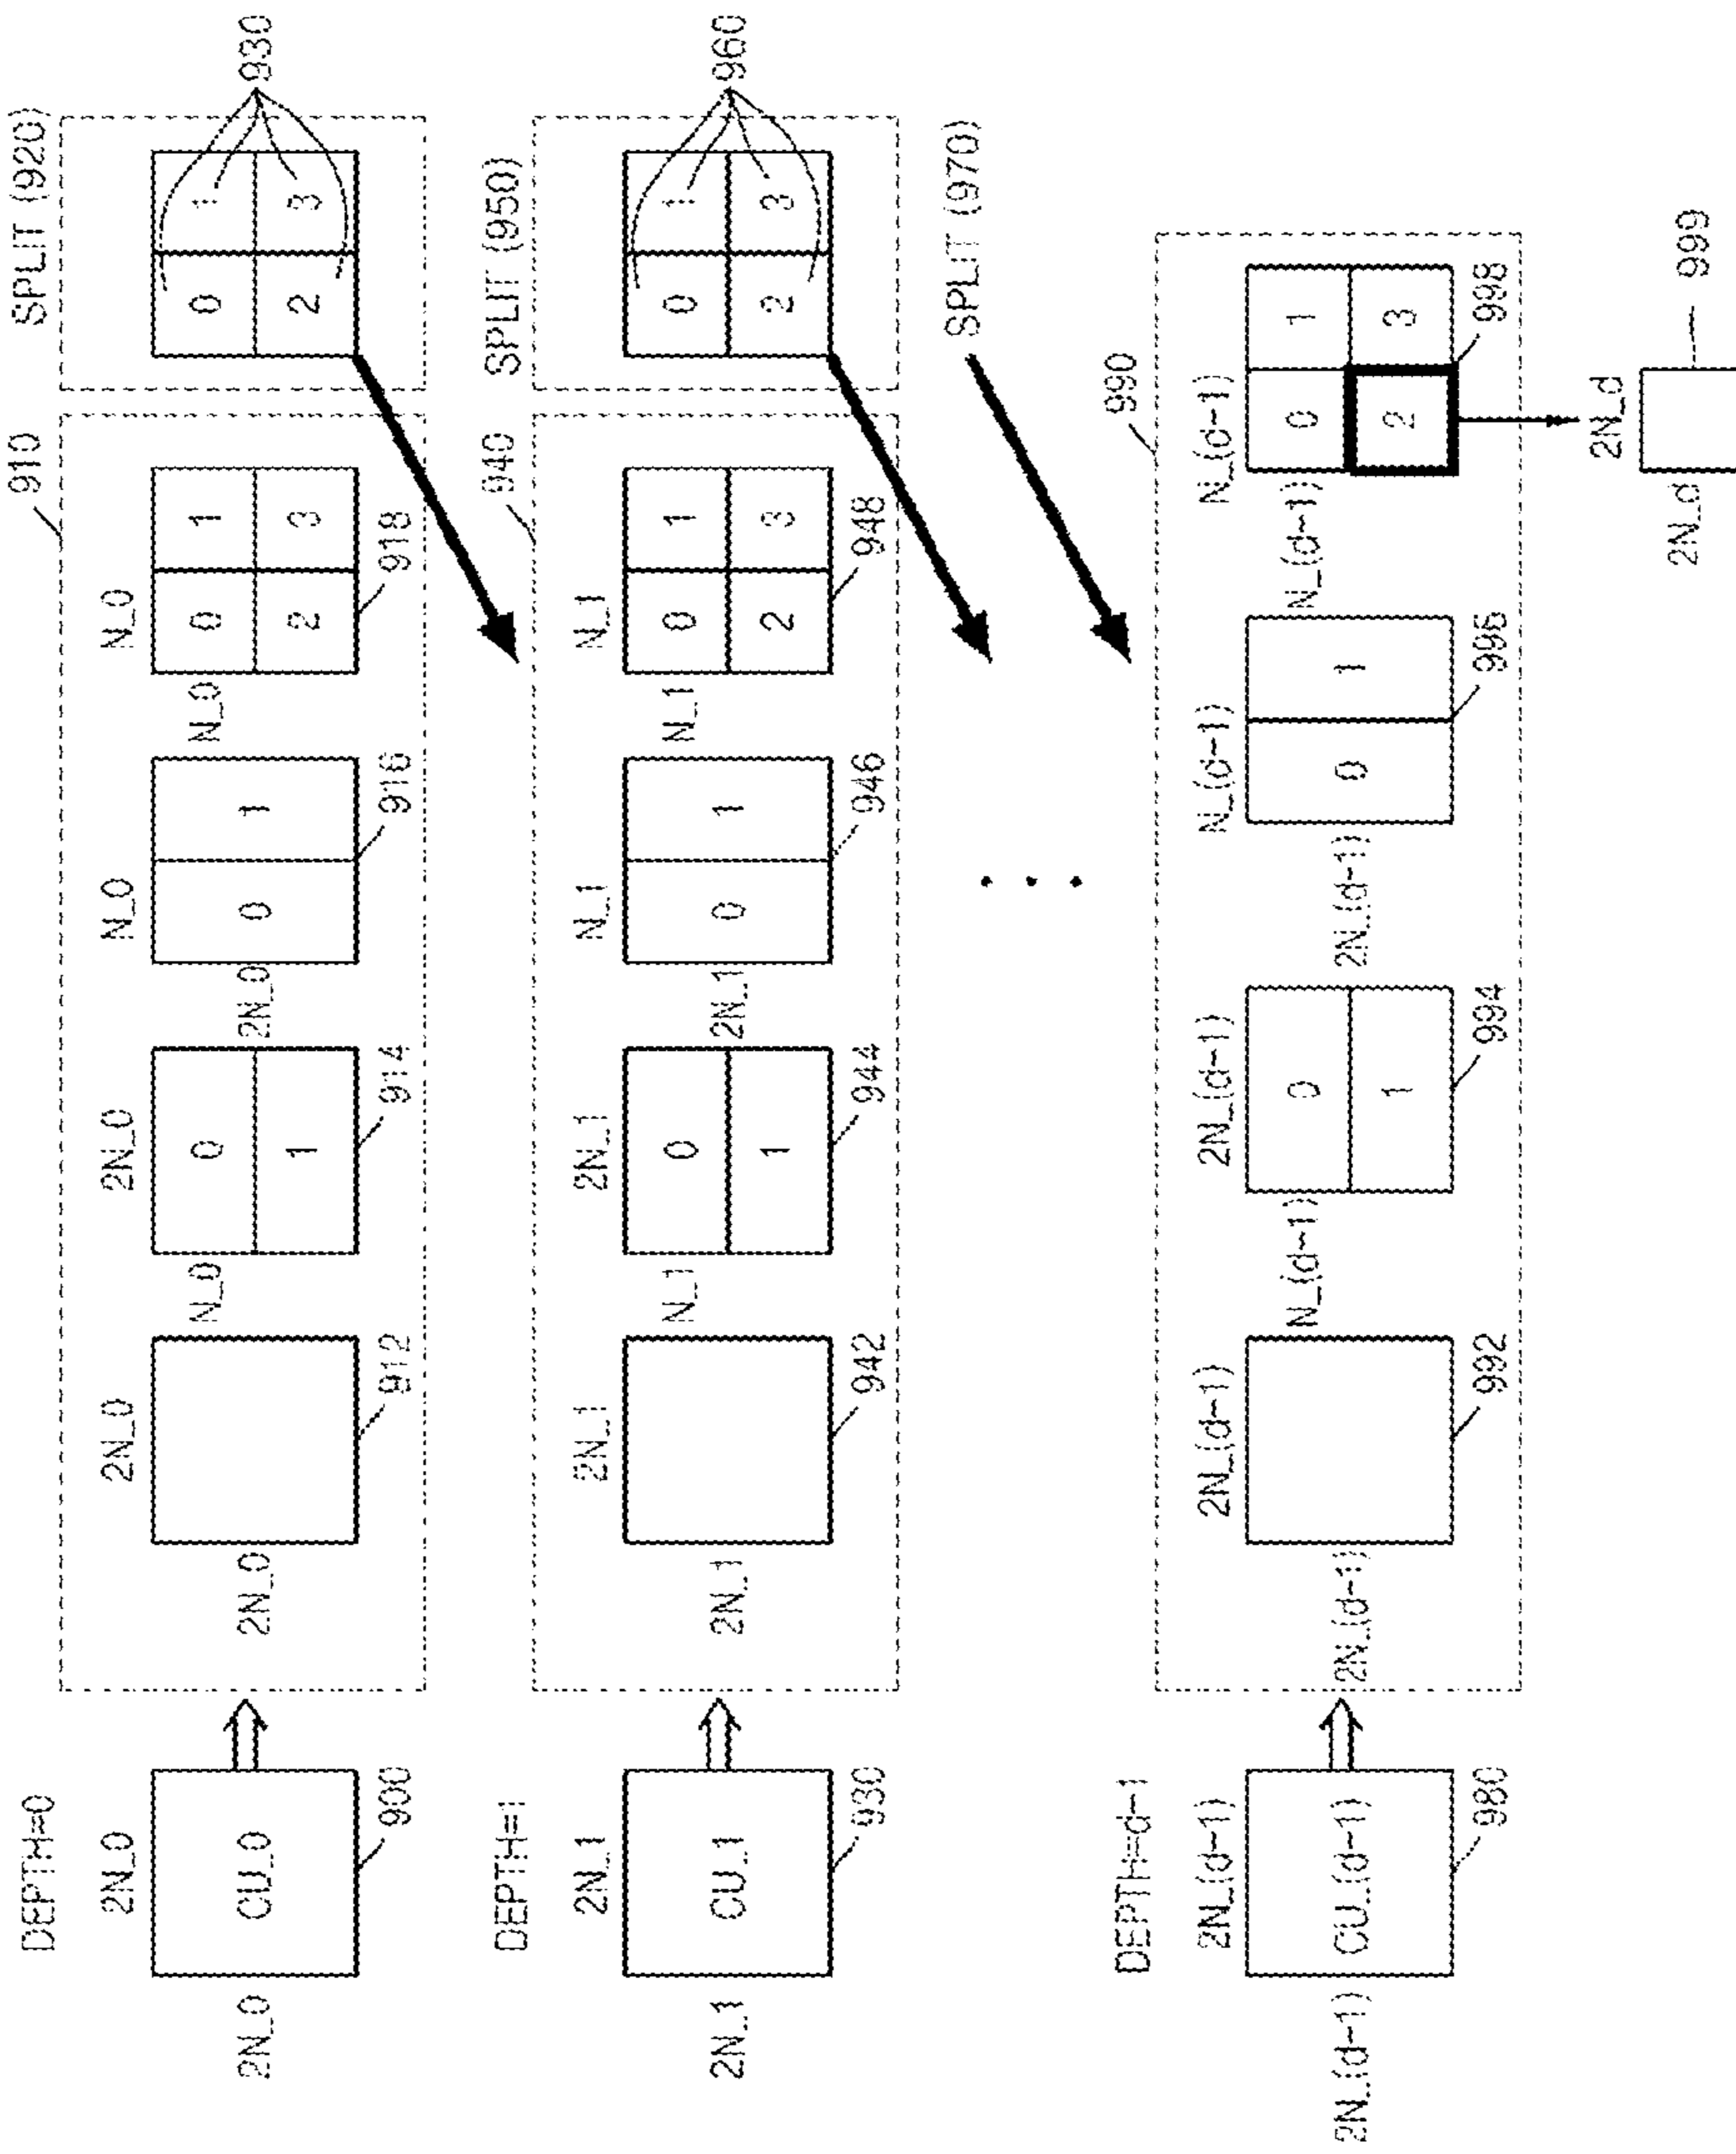 DEPTH=0
2N_0
2N_0
CU_0
900
910
2N_0
2N_0
912
2N_0
N_0
0
1
914
N_0
2N_0
0
1
916
N_0
N_0
0
1
2
3
918
SPLIT (920)
0
1
2
3
930
DEPTH=1
2N_1
2N_1
CU_1
930
940
2N_1
2N_1
942
2N_1
N_1
0
1
944
N_1
2N_1
0
1
946
N_1
N_1
0
1
2
3
948
SPLIT (950)
0
1
2
3
960
SPLIT (970)
DEPTH=d-1
2N_(d-1)
2N_(d-1)
CU_(d-1)
980
990
2N_(d-1)
2N_(d-1)
992
2N_(d-1)
N_(d-1)
0
1
994
N_(d-1)
2N_(d-1)
0
1
996
N_(d-1)
N_(d-1)
0
1
2
3
998
2N_d
2N_d
999